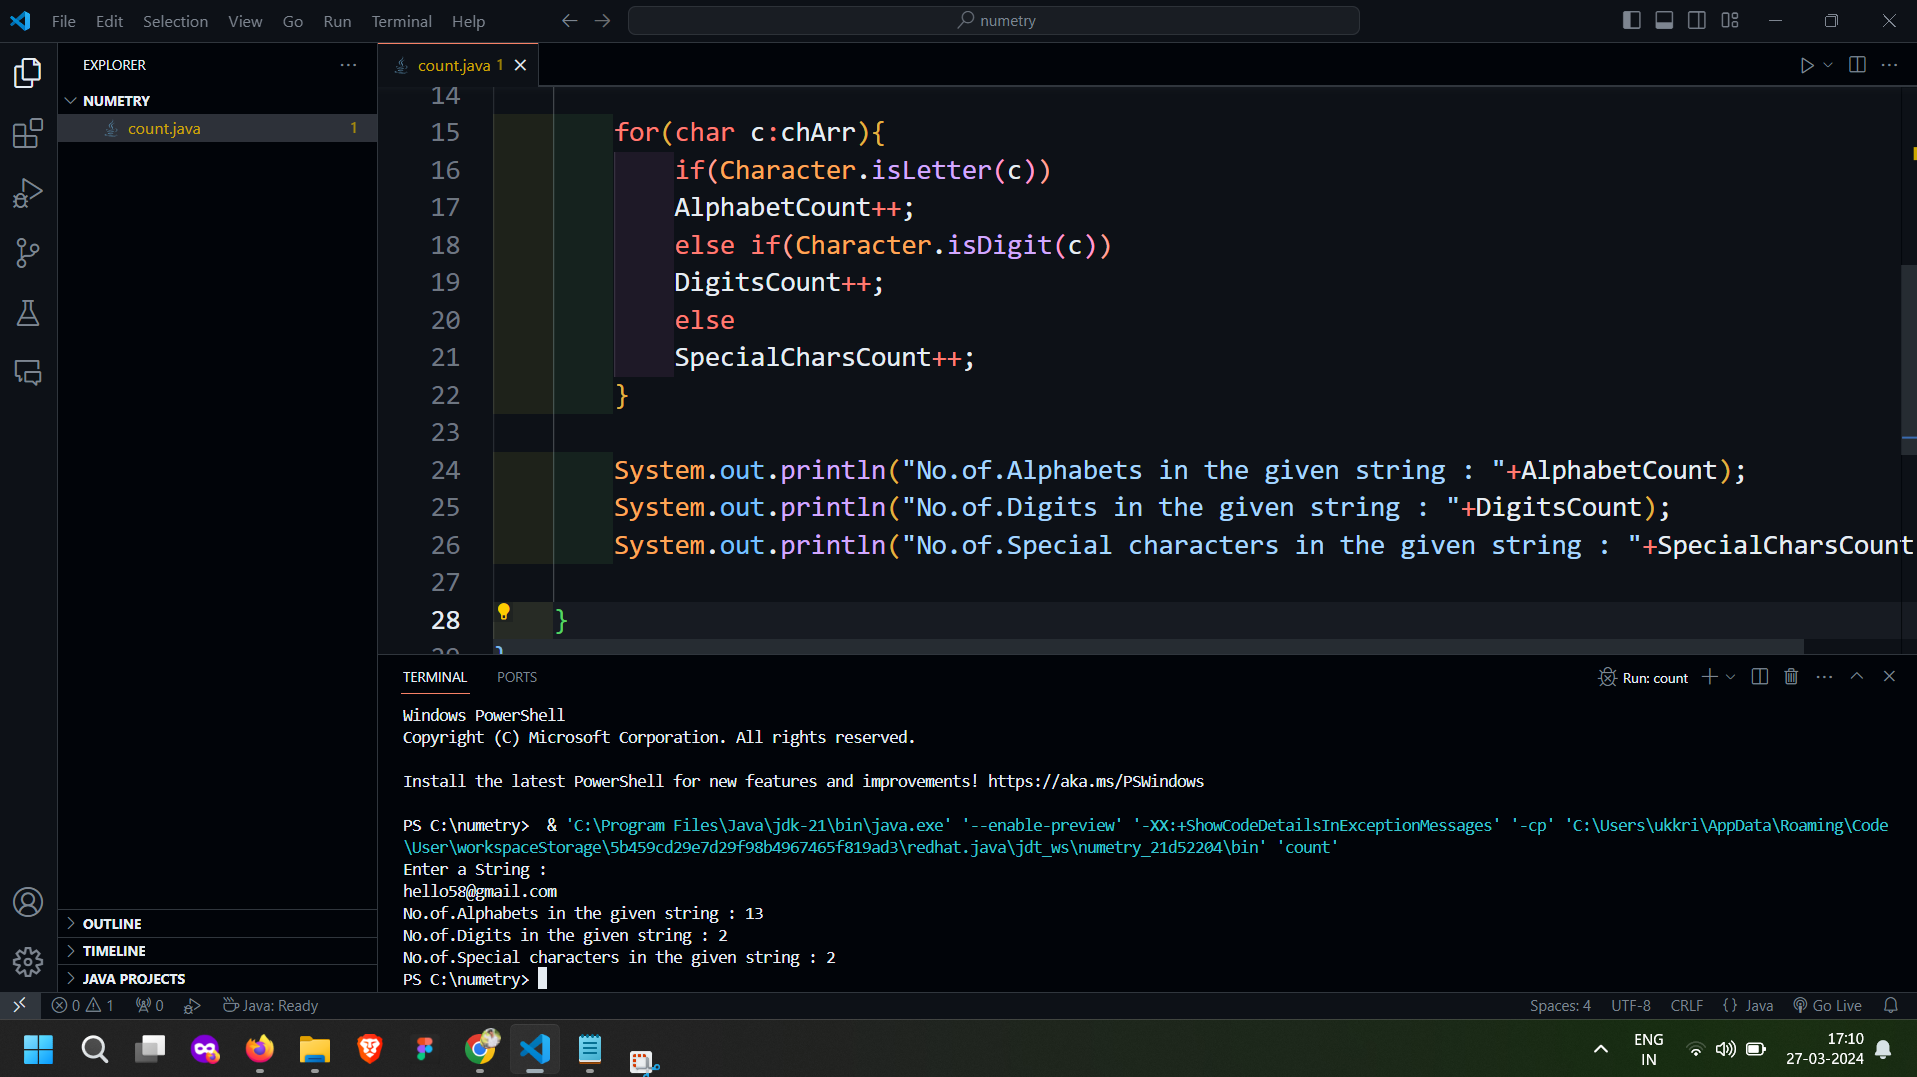 File Edit Selection View Go Run Terminal Help
numetry
EXPLORER
NUMETRY
count.java 1
count.java 1
14
15 for(char c:chArr){
16 if(Character.isLetter(c))
17 AlphabetCount++;
18 else if(Character.isDigit(c))
19 DigitsCount++;
20 else
21 SpecialCharsCount++;
22 }
23
24 System.out.println("No.of.Alphabets in the given string : "+AlphabetCount);
25 System.out.println("No.of.Digits in the given string : "+DigitsCount);
26 System.out.println("No.of.Special characters in the given string : "+SpecialCharsCount
27
28 }
TERMINAL PORTS
Run: count
Windows PowerShell
Copyright (C) Microsoft Corporation. All rights reserved.
Install the latest PowerShell for new features and improvements! https://aka.ms/PSWindows
PS C:\numetry> & 'C:\Program Files\Java\jdk-21\bin\java.exe' '--enable-preview' '-XX:+ShowCodeDetailsInExceptionMessages' '-cp' 'C:\Users\ukkri\AppData\Roaming\Code
\User\workspaceStorage\5b459cd29e7d29f98b4967465f819ad3\redhat.java\jdt_ws\numetry_21d52204\bin' 'count'
Enter a String :
hello58@gmail.com
No.of.Alphabets in the given string : 13
No.of.Digits in the given string : 2
No.of.Special characters in the given string : 2
PS C:\numetry>
OUTLINE
TIMELINE
JAVA PROJECTS
0 1 0 Java: Ready
Spaces: 4 UTF-8 CRLF {} Java Go Live
ENG
IN
17:10
27-03-2024